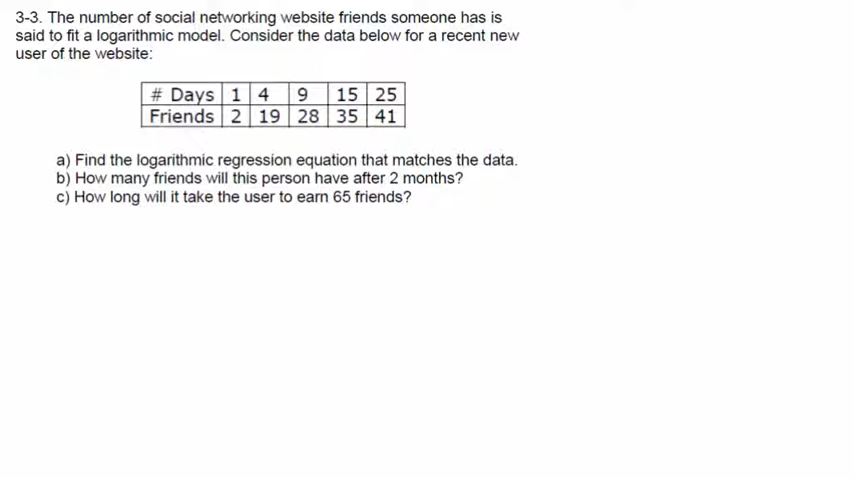 3-3. The number of social networking website friends someone has is
said to fit a logarithmic model. Consider the data below for a recent new
user of the website:
# Days 1 4 9 15 25
Friends 2 19 28 35 41
a) Find the logarithmic regression equation that matches the data.
b) How many friends will this person have after 2 months?
c) How long will it take the user to earn 65 friends?